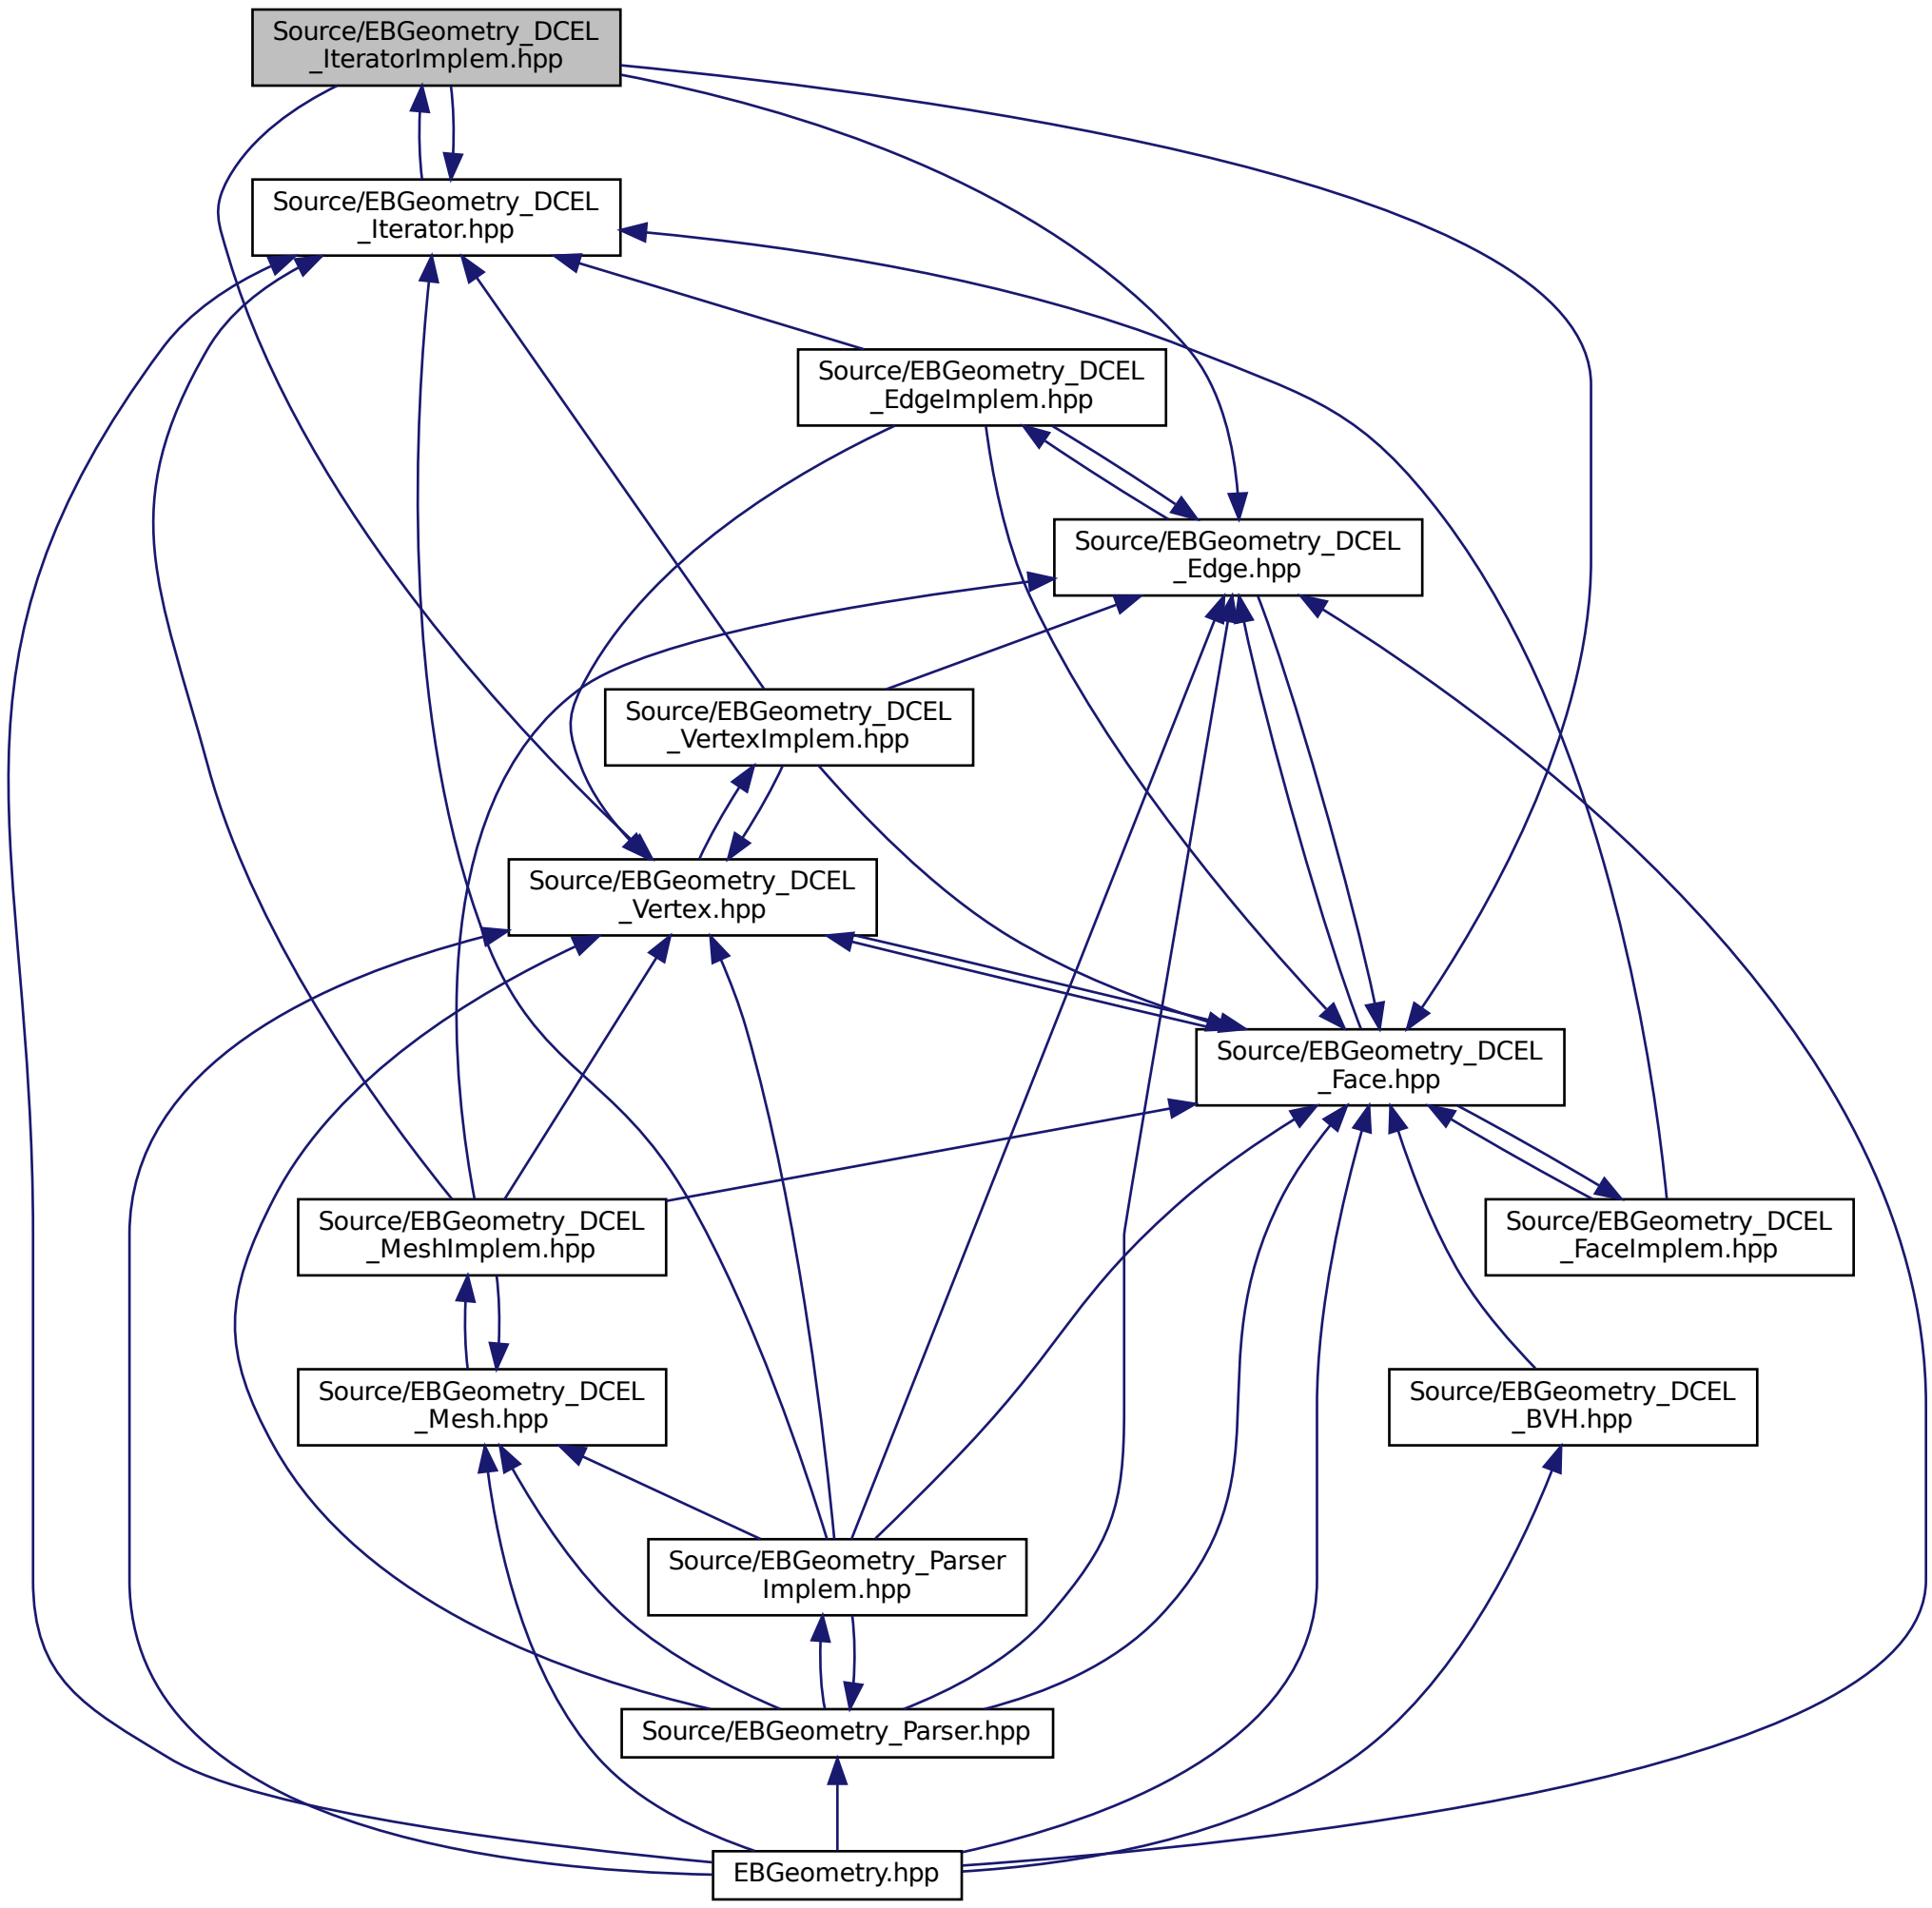 Source/EBGeometry_DCEL
_IteratorImplem.hpp
Source/EBGeometry_DCEL
_Iterator.hpp
Source/EBGeometry_DCEL
_EdgeImplem.hpp
Source/EBGeometry_DCEL
_Edge.hpp
Source/EBGeometry_DCEL
_VertexImplem.hpp
Source/EBGeometry_DCEL
_Vertex.hpp
Source/EBGeometry_DCEL
_Face.hpp
Source/EBGeometry_DCEL
_MeshImplem.hpp
Source/EBGeometry_DCEL
_FaceImplem.hpp
Source/EBGeometry_DCEL
_Mesh.hpp
Source/EBGeometry_DCEL
_BVH.hpp
Source/EBGeometry_Parser
Implem.hpp
Source/EBGeometry_Parser.hpp
EBGeometry.hpp